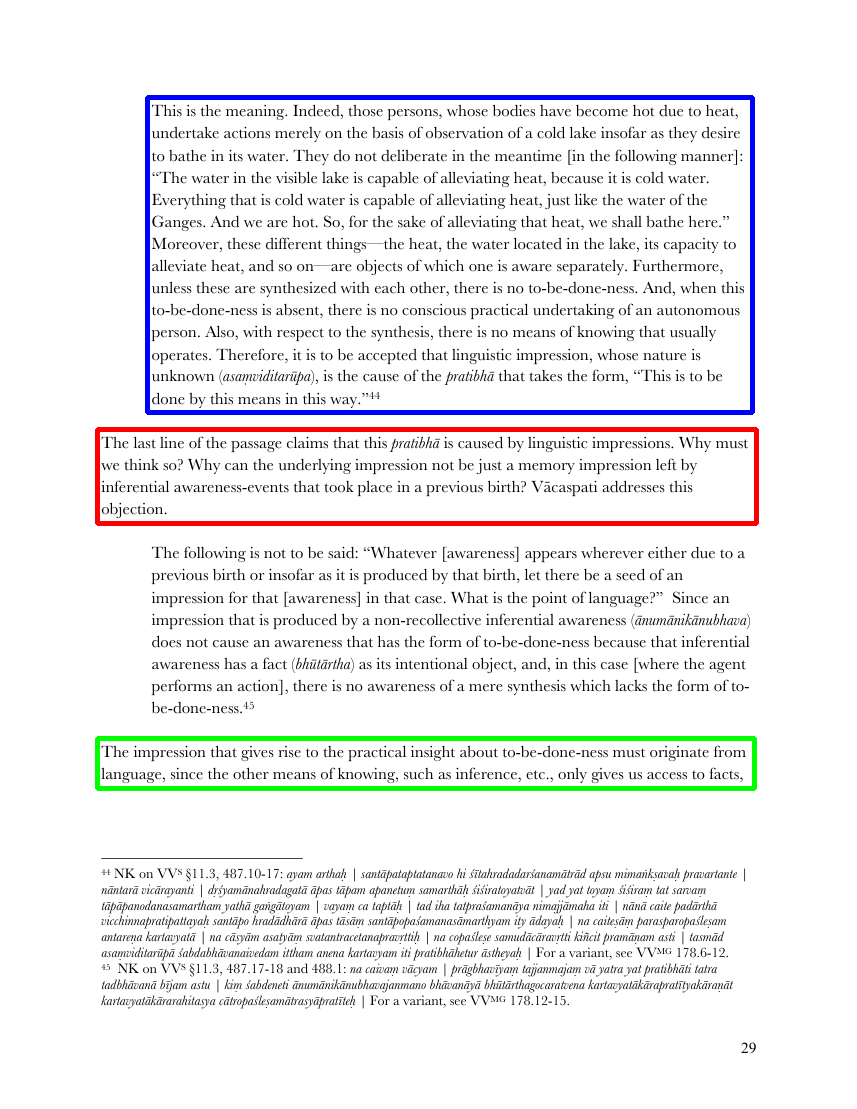 This is the meaning. Indeed, those persons, whose bodies have become hot due to heat,
undertake actions merely on the basis of observation of a cold lake insofar as they desire
to bathe in its water. They do not deliberate in the meantime [in the following manner]:
“The water in the visible lake is capable of alleviating heat, because it is cold water.
Everything that is cold water is capable of alleviating heat, just like the water of the
Ganges. And we are hot. So, for the sake of alleviating that heat, we shall bathe here.”
Moreover, these different things—the heat, the water located in the lake, its capacity to
alleviate heat, and so on—are objects of which one is aware separately. Furthermore,
unless these are synthesized with each other, there is no to-be-done-ness. And, when this
to-be-done-ness is absent, there is no conscious practical undertaking of an autonomous
person. Also, with respect to the synthesis, there is no means of knowing that usually
operates. Therefore, it is to be accepted that linguistic impression, whose nature is
unknown (asaṃviditarūpa), is the cause of the pratibhā that takes the form, “This is to be
done by this means in this way.”44
The last line of the passage claims that this pratibhā is caused by linguistic impressions. Why must
we think so? Why can the underlying impression not be just a memory impression left by
inferential awareness-events that took place in a previous birth? Vācaspati addresses this
objection.
The following is not to be said: “Whatever [awareness] appears wherever either due to a
previous birth or insofar as it is produced by that birth, let there be a seed of an
impression for that [awareness] in that case. What is the point of language?” Since an
impression that is produced by a non-recollective inferential awareness (ānumānikānubhava)
does not cause an awareness that has the form of to-be-done-ness because that inferential
awareness has a fact (bhūtārtha) as its intentional object, and, in this case [where the agent
performs an action], there is no awareness of a mere synthesis which lacks the form of to-
be-done-ness.45
The impression that gives rise to the practical insight about to-be-done-ness must originate from
language, since the other means of knowing, such as inference, etc., only gives us access to facts,
44 NK on VVS §11.3, 487.10-17: ayam arthaḥ | santāpataptatanavo hi śītahradadarśanamātrād apsu mimaṅkṣavaḥ pravartante |
nāntarā vicārayanti | dṛśyamānahradagatā āpas tāpam apanetuṃ samarthāḥ śiśiratoyatvāt | yad yat toyaṃ śiśiraṃ tat sarvaṃ
tāpāpanodanasamarthaṃ yathā gaṅgātoyam | vayaṃ ca taptāḥ | tad iha tatpraśamanāya nimajjāmaha iti | nānā caite padārthā
vicchinnapratipattayaḥ santāpo hradādhārā āpas tāsāṃ santāpopaśamanasāmarthyam ity ādayaḥ | na caiteṣāṃ parasparopaśleṣam
antareṇa kartavyatā | na cāsyām asatyāṃ svatantracetanapravṛttiḥ | na copaśleṣe samudācāravṛtti kiñcit pramāṇam asti | tasmād
asaṃviditarūpā śabdabhāvanaivedam ittham anena kartavyam iti pratibhāhetur āstheyaḥ | For a variant, see VVMG 178.6-12.
45 NK on VVS §11.3, 487.17-18 and 488.1: na caivaṃ vācyam | prāgbhavīyaṃ tajjanmajaṃ vā yatra yat pratibhāti tatra
tadbhāvanā bījam astu | kiṃ śabdeneti ānumānikānubhavajanmano bhāvanāyā bhūtārthagocaratvena kartavyatākārapratītyakāraṇāt
kartavyatākārarahitasya cātropaśleṣamātrasyāpratīteḥ | For a variant, see VVMG 178.12-15.
29